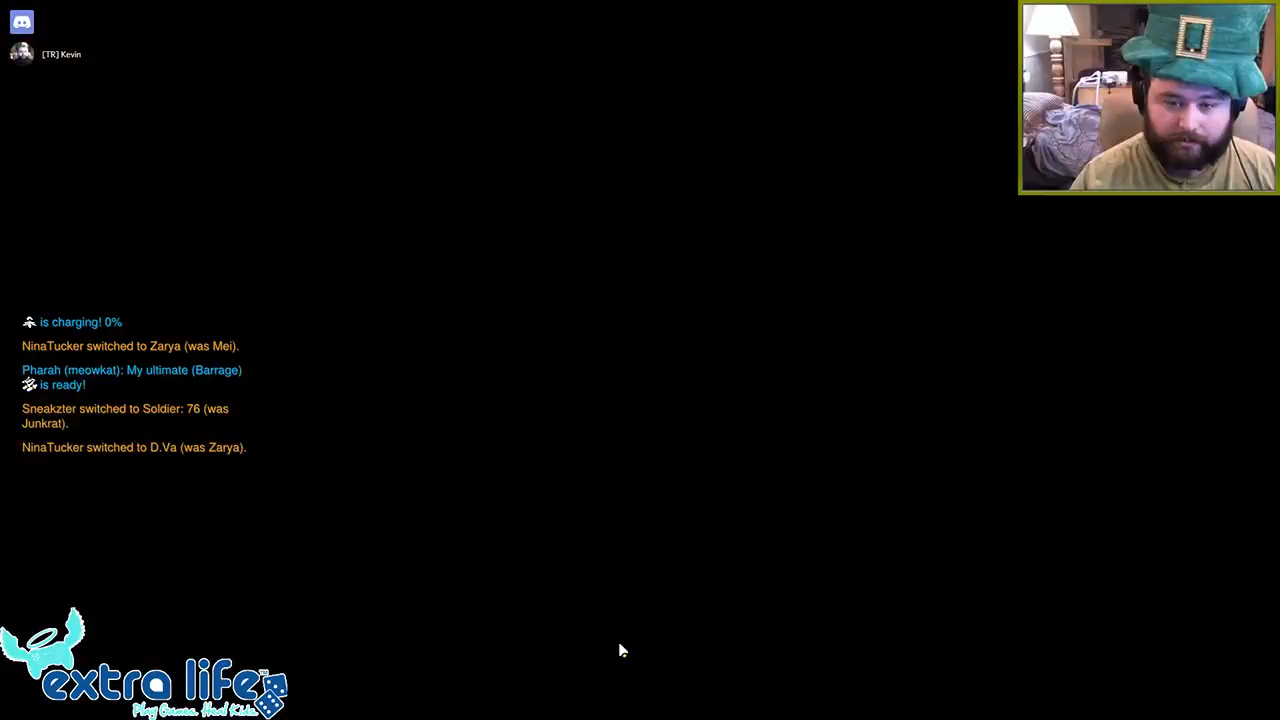 [TR] Kevin
is charging! 0%
NinaTucker switched to Zarya (was Mei).
Pharah (meowkat): My ultimate (Barrage)
is ready!
Sneakzter switched to Soldier: 76 (was
Junkrat).
NinaTucker switched to D.Va (was Zarya).
extra life™
Play Games. Heal Kids.